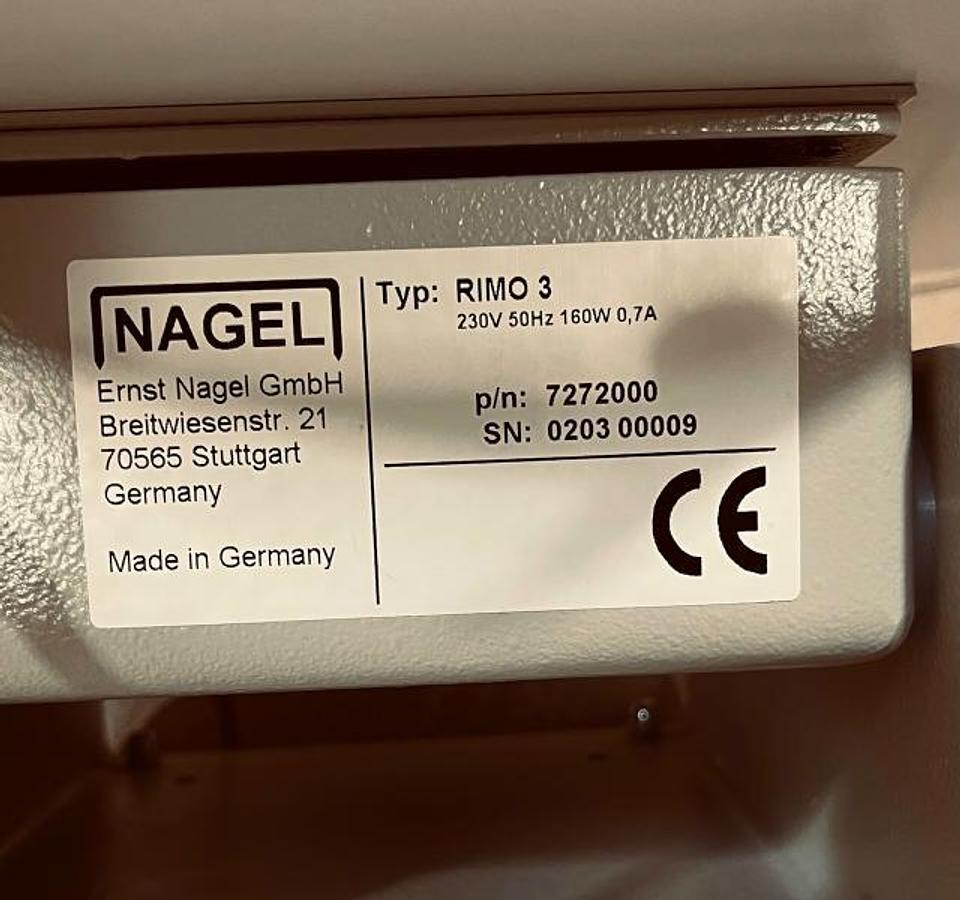 NAGEL
Ernst Nagel GmbH
Breitwiesenstr. 21
70565 Stuttgart
Germany
Made in Germany
Typ: RIMO 3
230V 50Hz 160W 0,7A
p/n: 7272000
SN: 0203 00009
CE